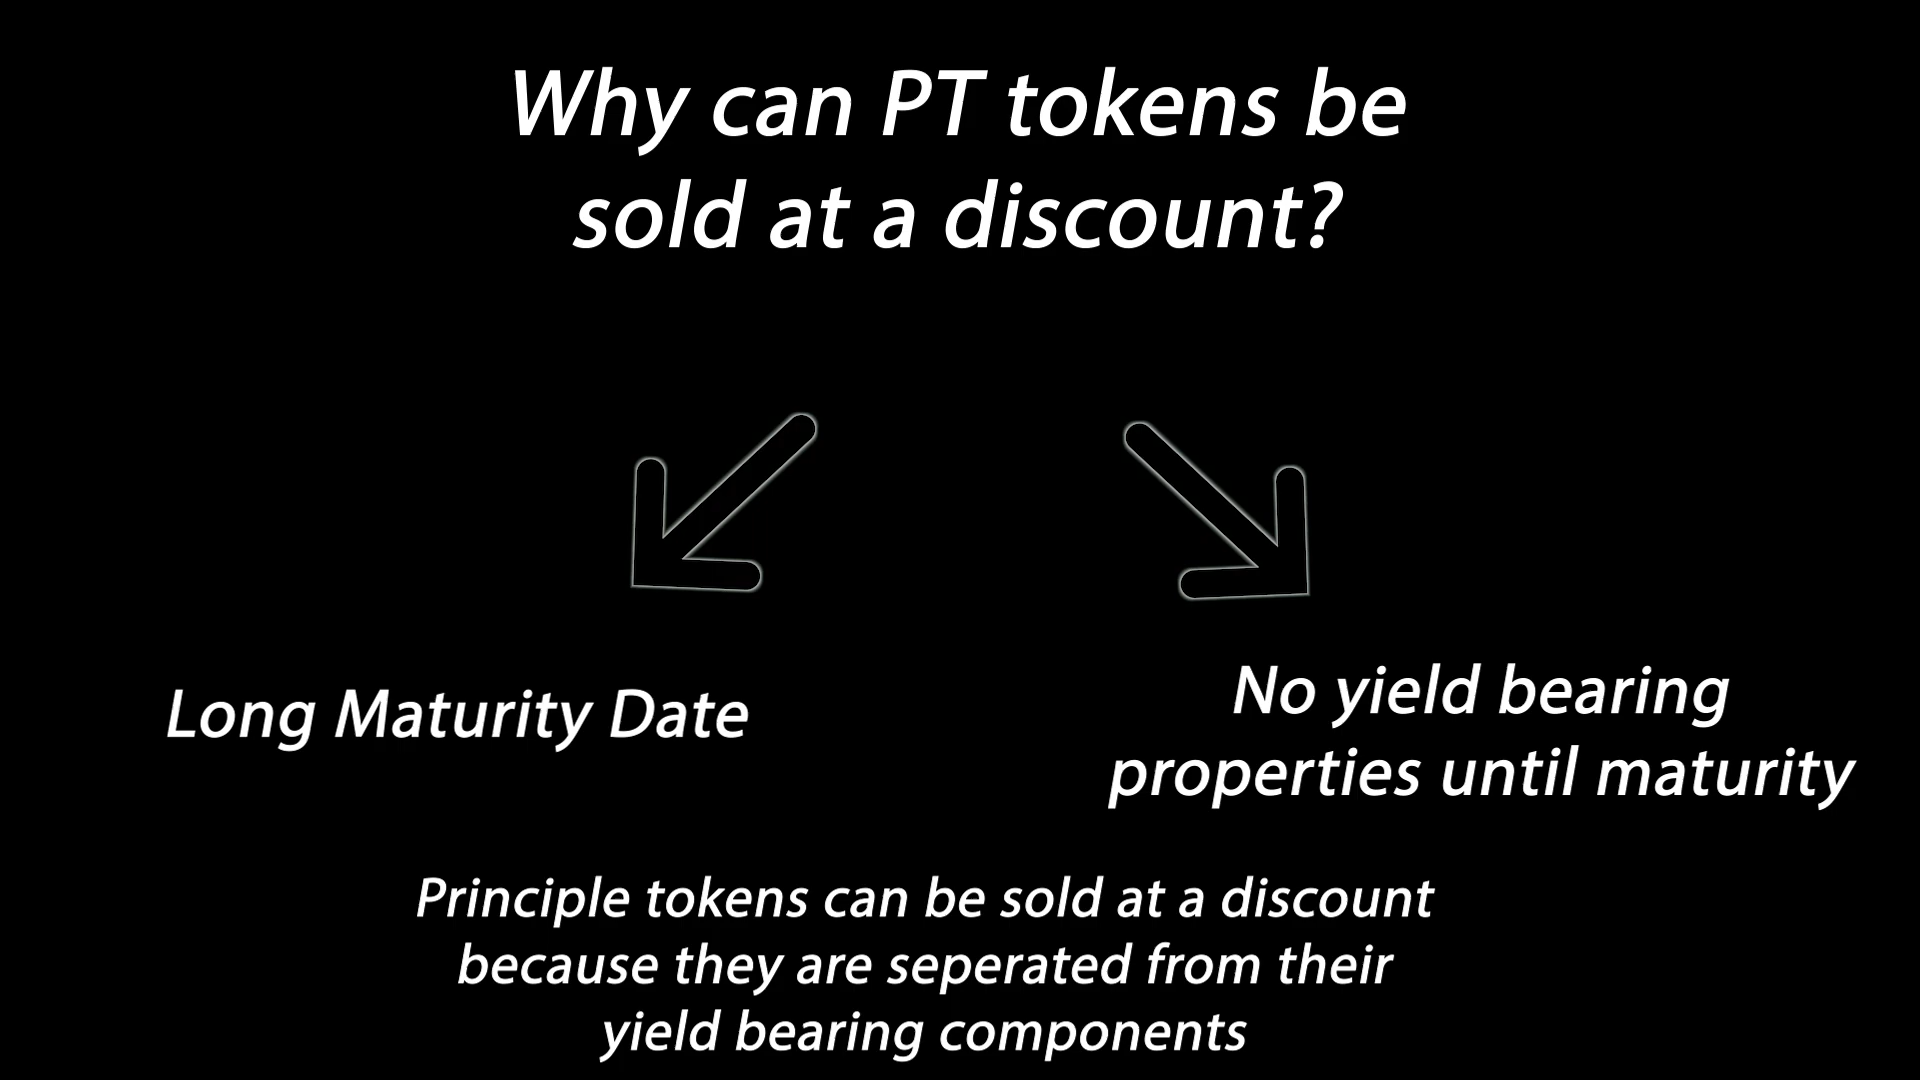 Why can PT tokens be
sold at a discount?
Long Maturity Date
No yield bearing
properties until maturity
Principle tokens can be sold at a discount
because they are seperated from their
yield bearing components